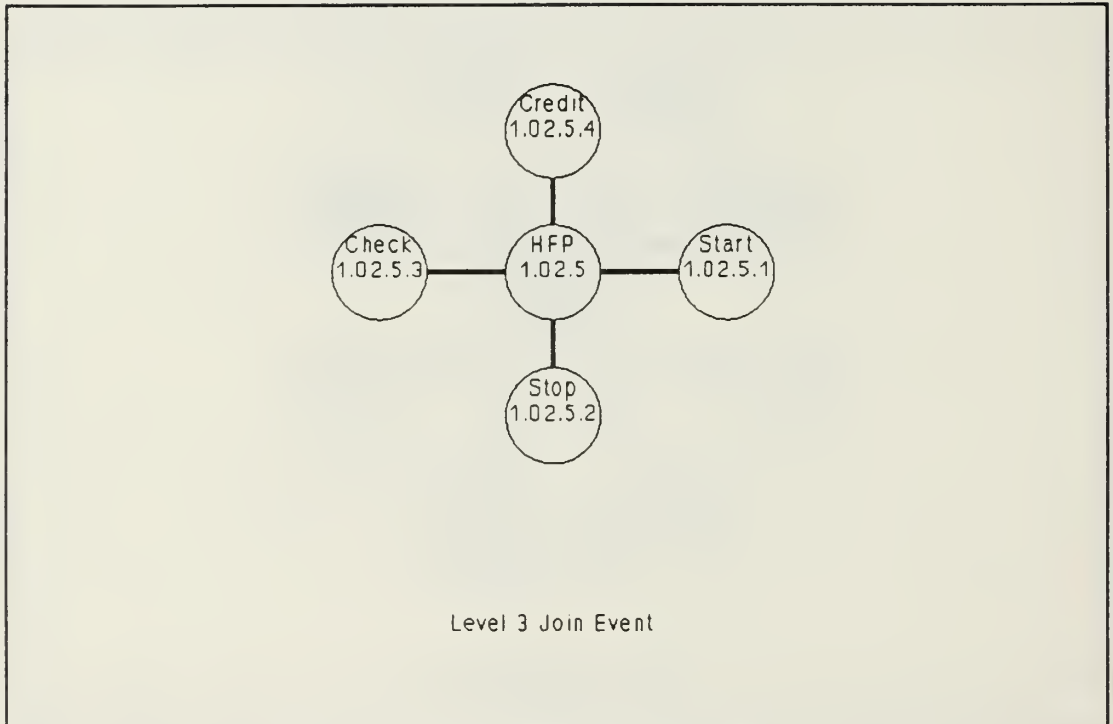 Credit
1.02.5.4
Check
1.02.5.3
HFP
1.02.5
Start
1.02.5.1
Stop
1.02.5.2
Level 3 Join Event